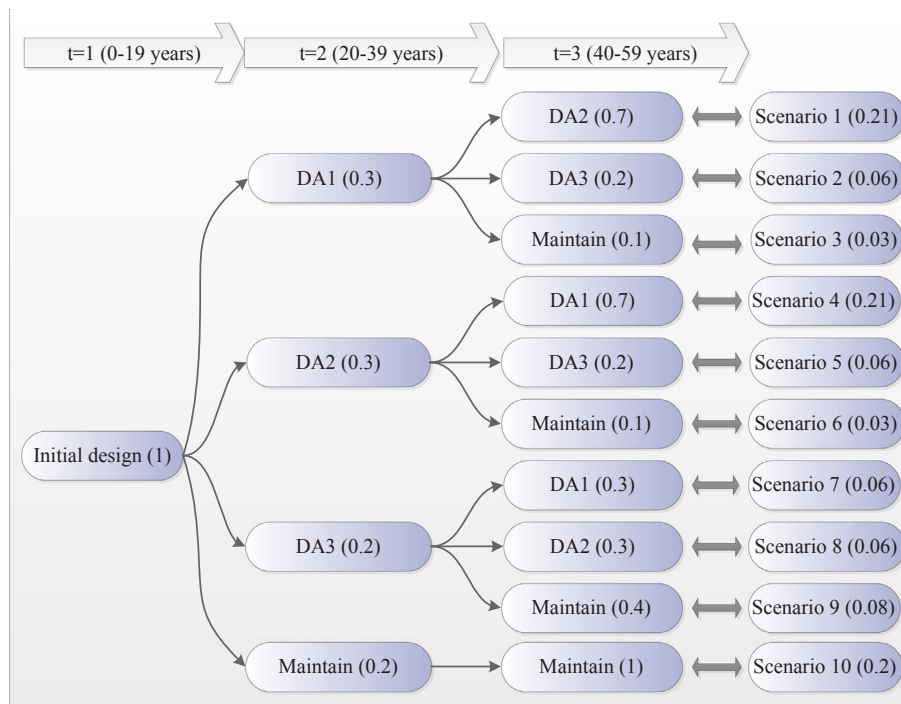 t=1 (0-19 years)
t=2 (20-39 years)
t=3 (40-59 years)
DA2 (0.7)
Scenario 1 (0.21)
DA1 (0.3)
DA3 (0.2)
Scenario 2 (0.06)
Maintain (0.1)
Scenario 3 (0.03)
DA1 (0.7)
Scenario 4 (0.21)
DA2 (0.3)
DA3 (0.2)
Scenario 5 (0.06)
Maintain (0.1)
Scenario 6 (0.03)
Initial design (1)
DA1 (0.3)
Scenario 7 (0.06)
DA3 (0.2)
DA2 (0.3)
Scenario 8 (0.06)
Maintain (0.4)
Scenario 9 (0.08)
Maintain (0.2)
Maintain (1)
Scenario 10 (0.2)